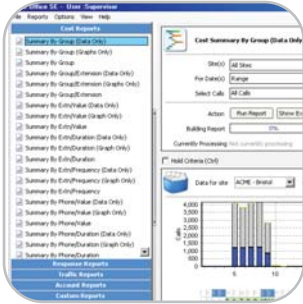 Office SE - User Supervisor
File Reports Options View Help
Cost Reports
Summary By Group (Data Only)
Summary By Group (Graphs Only)
Summary By Group
Summary By Group/Extension (Data Only)
Summary By Group/Extension (Graphs Only)
Summary By Group/Extension
Summary By Extn/Value (Data Only)
Summary By Extn/Value (Graph Only)
Summary By Extn/Value
Summary By Extn/Duration (Data Only)
Summary By Extn/Duration (Graph Only)
Summary By Extn/Duration
Summary By Extn/Frequency (Data Only)
Summary By Extn/Frequency (Graph Only)
Summary By Extn/Frequency
Summary By Phone/Value (Data Only)
Summary By Phone/Value (Graph Only)
Summary By Phone/Value
Summary By Phone/Duration (Data Only)
Summary By Phone/Duration (Graph Only)
Summary By Phone/Duration
Response Reports
Traffic Reports
Account Reports
Custom Reports
Cost Summary By Group (Data Only
Site(s) All Sites
For Date(s) Range
Select Calls All Calls
Action Run Report Show Ex
Building Report 0%
Currently Processing Not currently processing
Hold Criteria (Ctrl)
Data for site ACME - Bristol
Calls
4,000
3,500
3,000
2,500
2,000
1,500
1,000
500
0
5 10